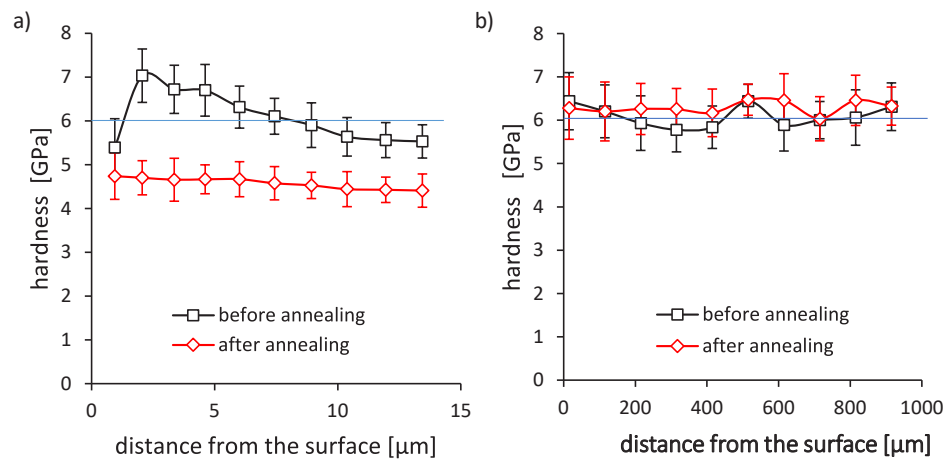 a)
8
7
6
5
4
3
2
1
0
hardness [GPa]
before annealing
after annealing
0 5 10 15
distance from the surface [µm]
b)
8
7
6
5
4
3
2
1
0
hardness [GPa]
before annealing
after annealing
0 200 400 600 800 1000
distance from the surface [µm]